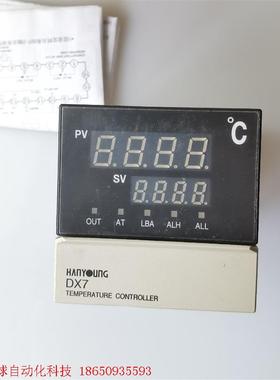 PV
°C
8.8.8.8.
SV
8.8.8.8.
OUT AT LBA ALH ALL
HANYOUNG
DX7
TEMPERATURE CONTROLLER
球自动化科技 18650935593